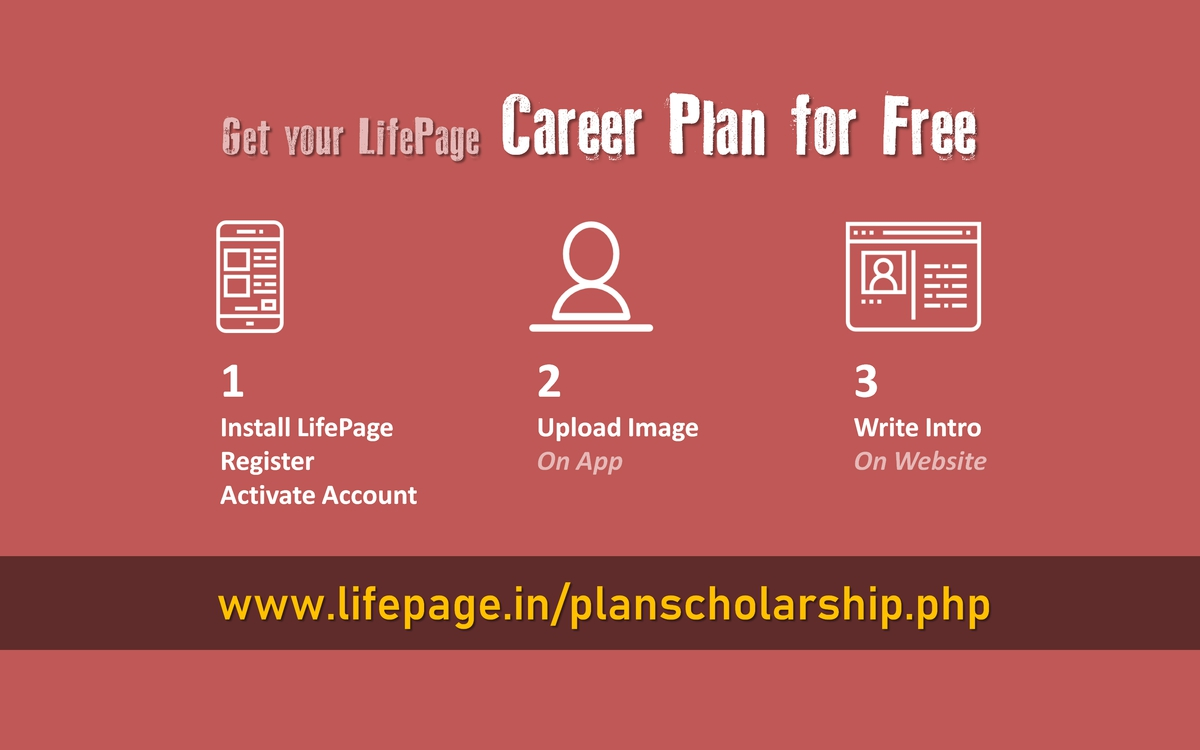 Get your LifePage Career Plan for Free
1
Install LifePage
Register
Activate Account
2
Upload Image
On App
3
Write Intro
On Website
www.lifepage.in/planscholarship.php